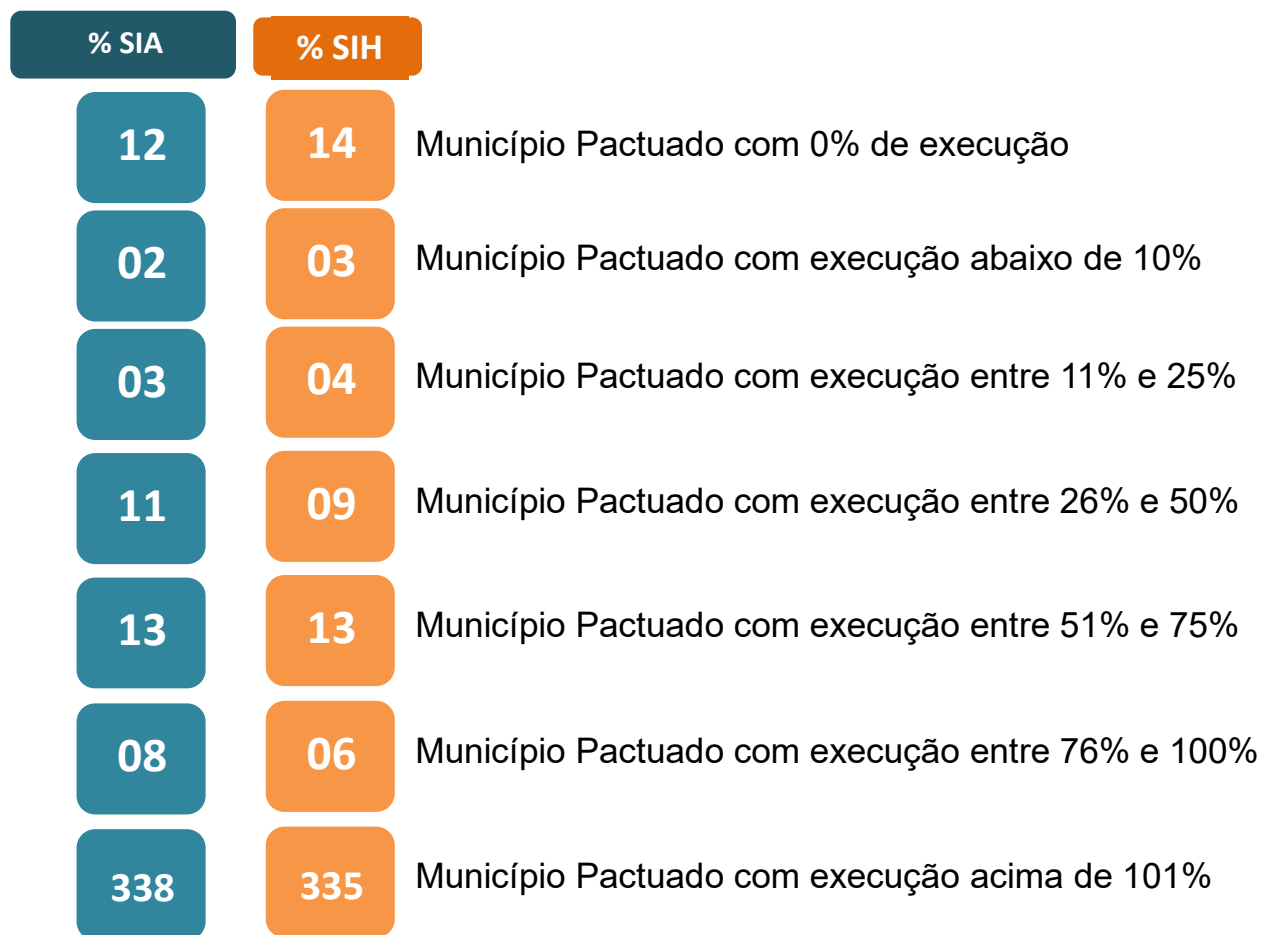 % SIA % SIH
12 14 Município Pactuado com 0% de execução
02 03 Município Pactuado com execução abaixo de 10%
03 04 Município Pactuado com execução entre 11% e 25%
11 09 Município Pactuado com execução entre 26% e 50%
13 13 Município Pactuado com execução entre 51% e 75%
08 06 Município Pactuado com execução entre 76% e 100%
338 335 Município Pactuado com execução acima de 101%